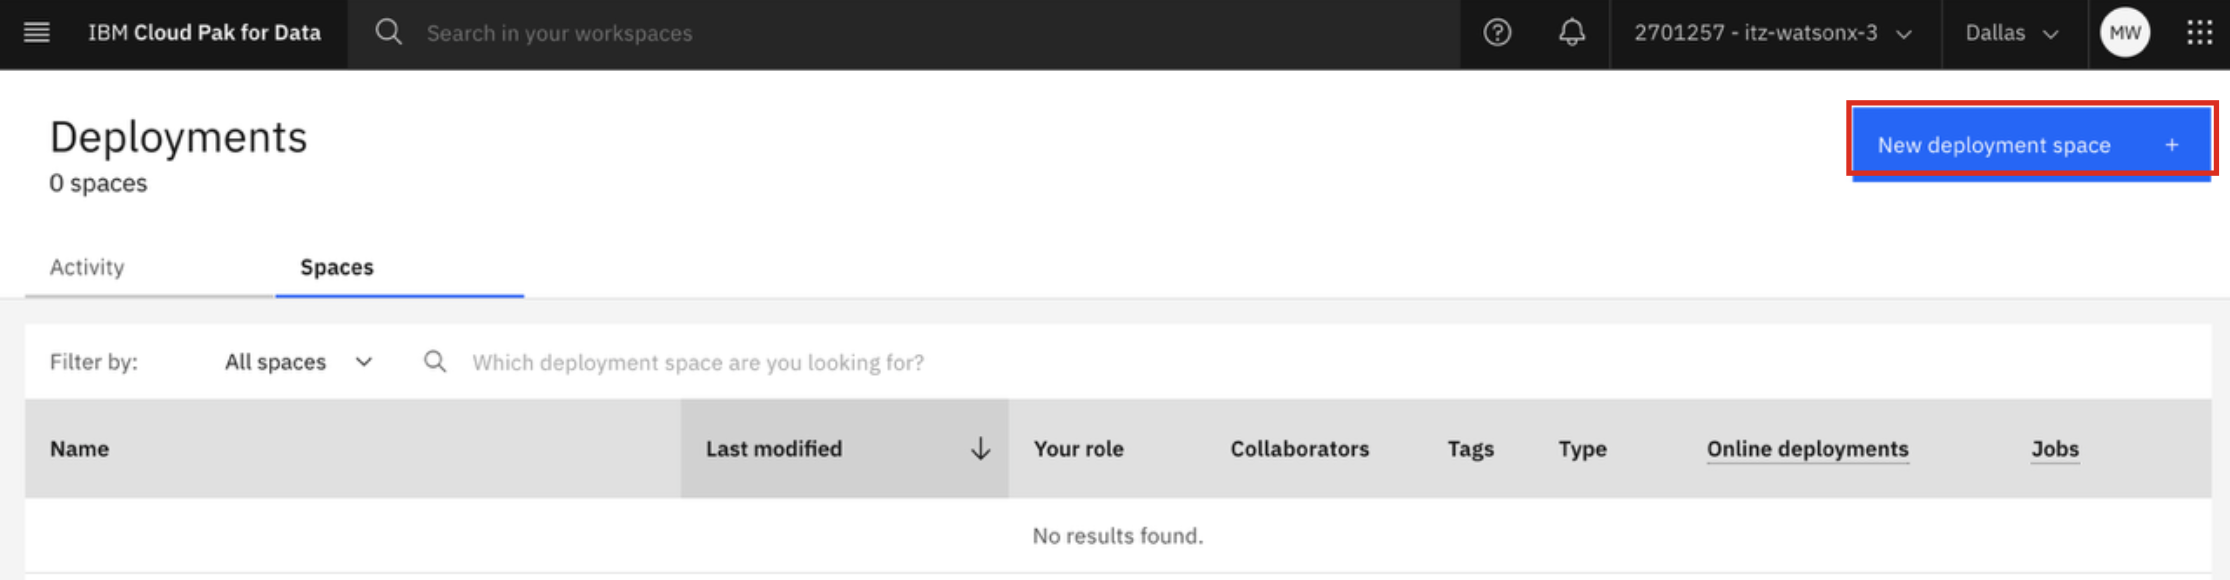 IBM Cloud Pak for Data
Search in your workspaces
2701257 - itz-watsonx-3
Dallas
MW
Deployments
0 spaces
New deployment space +
Activity
Spaces
Filter by:
All spaces
Which deployment space are you looking for?
Name
Last modified
Your role
Collaborators
Tags
Type
Online deployments
Jobs
No results found.